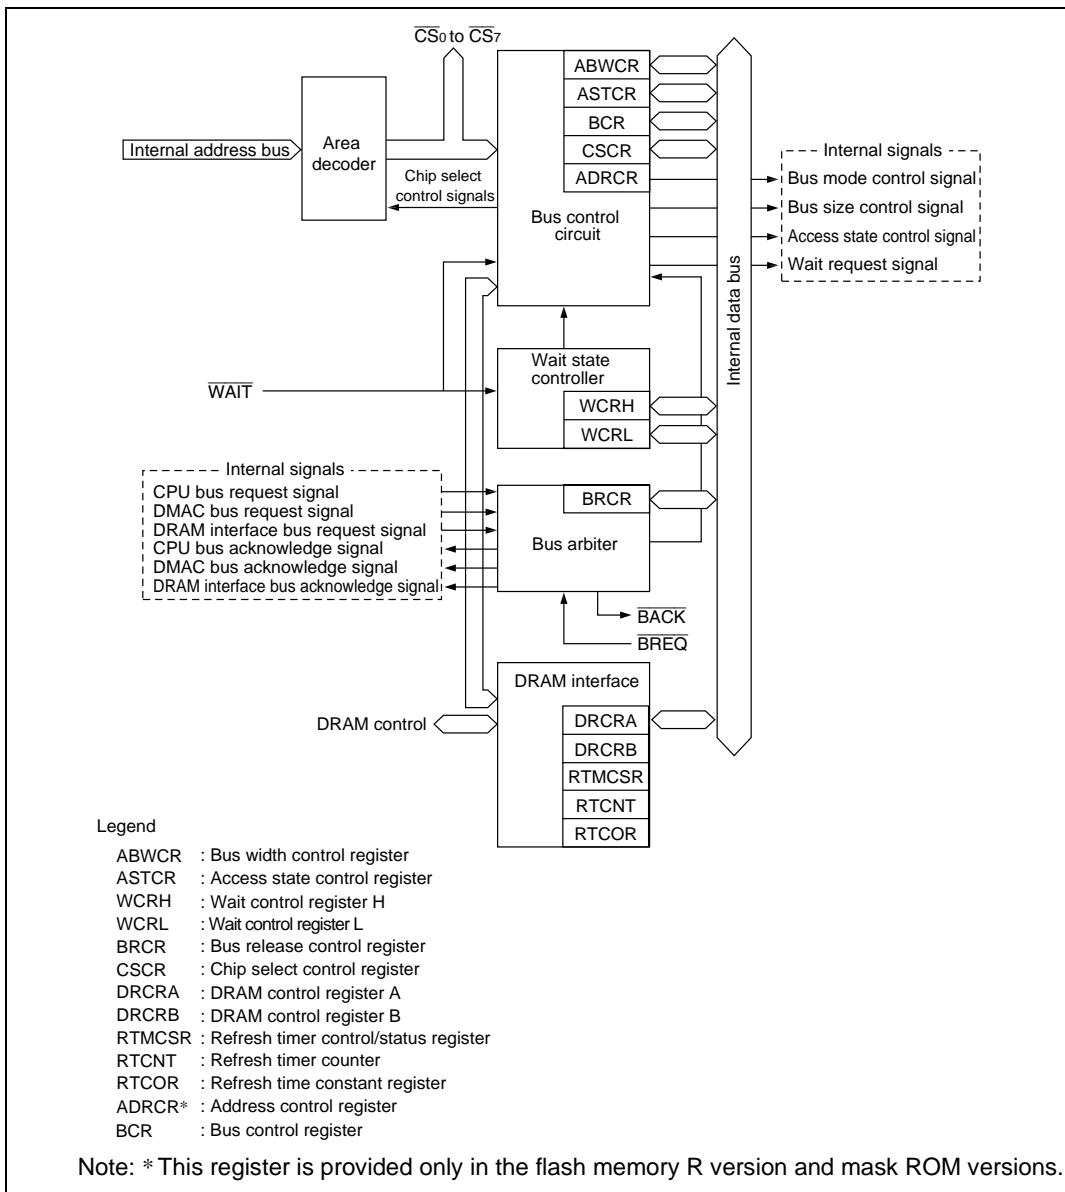 CS0 to CS7
ABWCR
ASTCR
BCR
CSCR
ADRCR
Bus control
circuit
Internal address bus
Area
decoder
Chip select
control signals
Internal signals
Bus mode control signal
Bus size control signal
Access state control signal
Wait request signal
Internal data bus
WAIT
Wait state
controller
WCRH
WCRL
Internal signals
CPU bus request signal
DMAC bus request signal
DRAM interface bus request signal
CPU bus acknowledge signal
DMAC bus acknowledge signal
DRAM interface bus acknowledge signal
BRCR
Bus arbiter
BACK
BREQ
DRAM interface
DRAM control
DRCRA
DRCRB
RTMCSR
RTCNT
RTCOR
Legend
ABWCR : Bus width control register
ASTCR : Access state control register
WCRH : Wait control register H
WCRL : Wait control register L
BRCR : Bus release control register
CSCR : Chip select control register
DRCRA : DRAM control register A
DRCRB : DRAM control register B
RTMCSR : Refresh timer control/status register
RTCNT : Refresh timer counter
RTCOR : Refresh time constant register
ADRCR* : Address control register
BCR : Bus control register
Note: * This register is provided only in the flash memory R version and mask ROM versions.